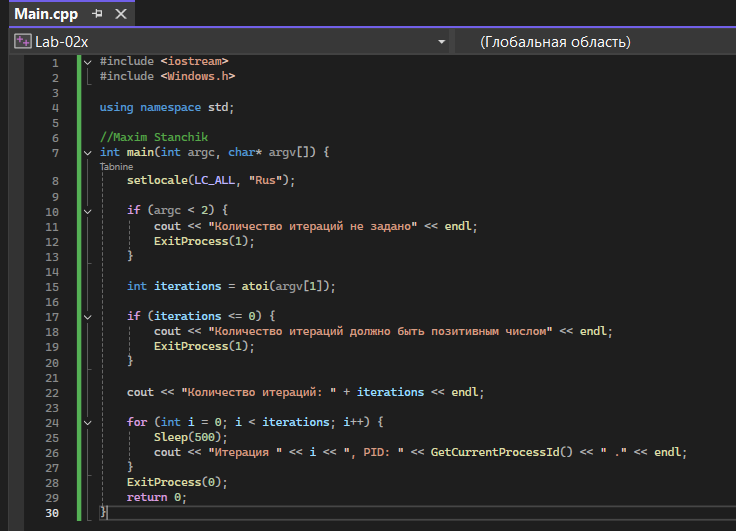 Main.cpp
Lab-02x (Глобальная область)
1 #include <iostream>
2 #include <Windows.h>
3
4 using namespace std;
5
6 //Maxim Stanchik
7 int main(int argc, char* argv[]) {
Tabnine
8 setlocale(LC_ALL, "Rus");
9
10 if (argc < 2) {
11 cout << "Количество итераций не задано" << endl;
12 ExitProcess(1);
13 }
14
15 int iterations = atoi(argv[1]);
16
17 if (iterations <= 0) {
18 cout << "Количество итераций должно быть позитивным числом" << endl;
19 ExitProcess(1);
20 }
21
22 cout << "Количество итераций: " + iterations << endl;
23
24 for (int i = 0; i < iterations; i++) {
25 Sleep(500);
26 cout << "Итерация " << i << ", PID: " << GetCurrentProcessId() << " ." << endl;
27 }
28 ExitProcess(0);
29 return 0;
30 }